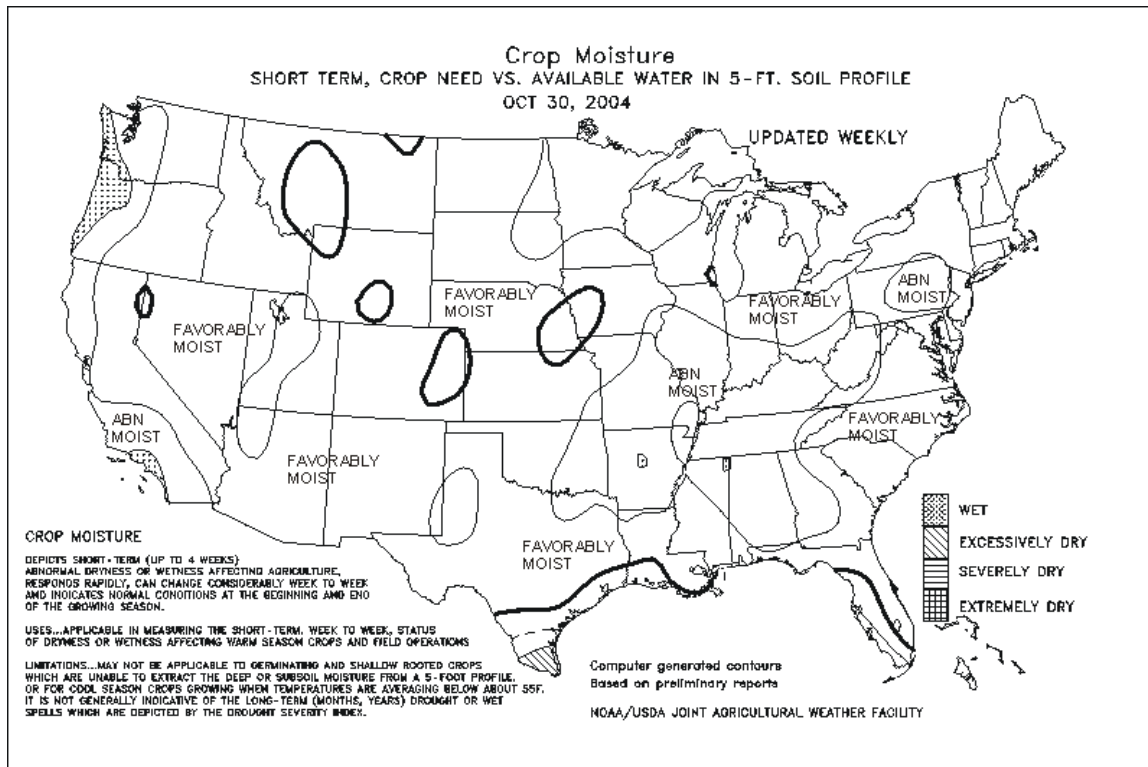 Crop Moisture
SHORT TERM, CROP NEED VS. AVAILABLE WATER IN 5-FT. SOIL PROFILE
OCT 30, 2004
UPDATED WEEKLY
FAVORABLY
MOIST
FAVORABLY
MOIST
FAVORABLY
MOIST
ABN
MOIST
ABN
MOIST
ABN
MOIST
FAVORABLY
MOIST
FAVORABLY
MOIST
FAVORABLY
MOIST
WET
EXCESSIVELY DRY
SEVERELY DRY
EXTREMELY DRY
CROP MOISTURE
DEPICTS SHORT-TERM (UP TO 4 WEEKS)
ABNORMAL DRYNESS OR WETNESS AFFECTING AGRICULTURE,
RESPONDS RAPIDLY, CAN CHANGE CONSIDERABLY WEEK TO WEEK
AND INDICATES NORMAL CONDITIONS AT THE BEGINNING AND END
OF THE GROWING SEASON.
USES...APPLICABLE IN MEASURING THE SHORT-TERM, WEEK TO WEEK, STATUS
OF DRYNESS OR WETNESS AFFECTING WARM SEASON CROPS AND FIELD OPERATIONS
LIMITATIONS...MAY NOT BE APPLICABLE TO GERMINATING AND SHALLOW ROOTED CROPS
WHICH ARE UNABLE TO EXTRACT THE DEEP OR SUBSOIL MOISTURE FROM A 5-FOOT PROFILE,
OR FOR COOL SEASON CROPS GROWING WHEN TEMPERATURES ARE AVERAGING BELOW ABOUT 55F.
IT IS NOT GENERALLY INDICATIVE OF THE LONG-TERM (MONTHS, YEARS) DROUGHT OR WET
SPELLS WHICH ARE DEPICTED BY THE DROUGHT SEVERITY INDEX.
Computer generated contours
Based on preliminary reports
NOAA/USDA JOINT AGRICULTURAL WEATHER FACILITY